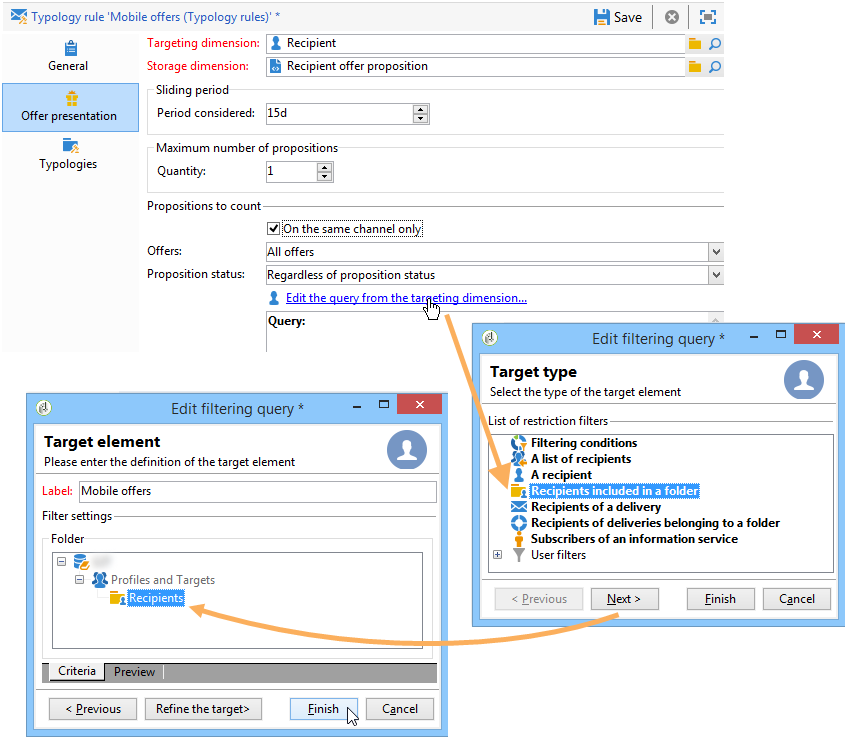 Typology rule 'Mobile offers (Typology rules)' *
Save
General
Offer presentation
Typologies
Targeting dimension: Recipient
Storage dimension: Recipient offer proposition
Sliding period
Period considered: 15d
Maximum number of propositions
Quantity: 1
Propositions to count
On the same channel only
Offers: All offers
Proposition status: Regardless of proposition status
Edit the query from the targeting dimension...
Query:
Edit filtering query *
Target type
Select the type of the target element
List of restriction filters
Filtering conditions
A list of recipients
A recipient
Recipients included in a folder
Recipients of a delivery
Recipients of deliveries belonging to a folder
Subscribers of an information service
User filters
< Previous Next > Finish Cancel
Edit filtering query *
Target element
Please enter the definition of the target element
Label: Mobile offers
Filter settings
Folder
Profiles and Targets
Recipients
Criteria Preview
< Previous Refine the target> Finish Cancel